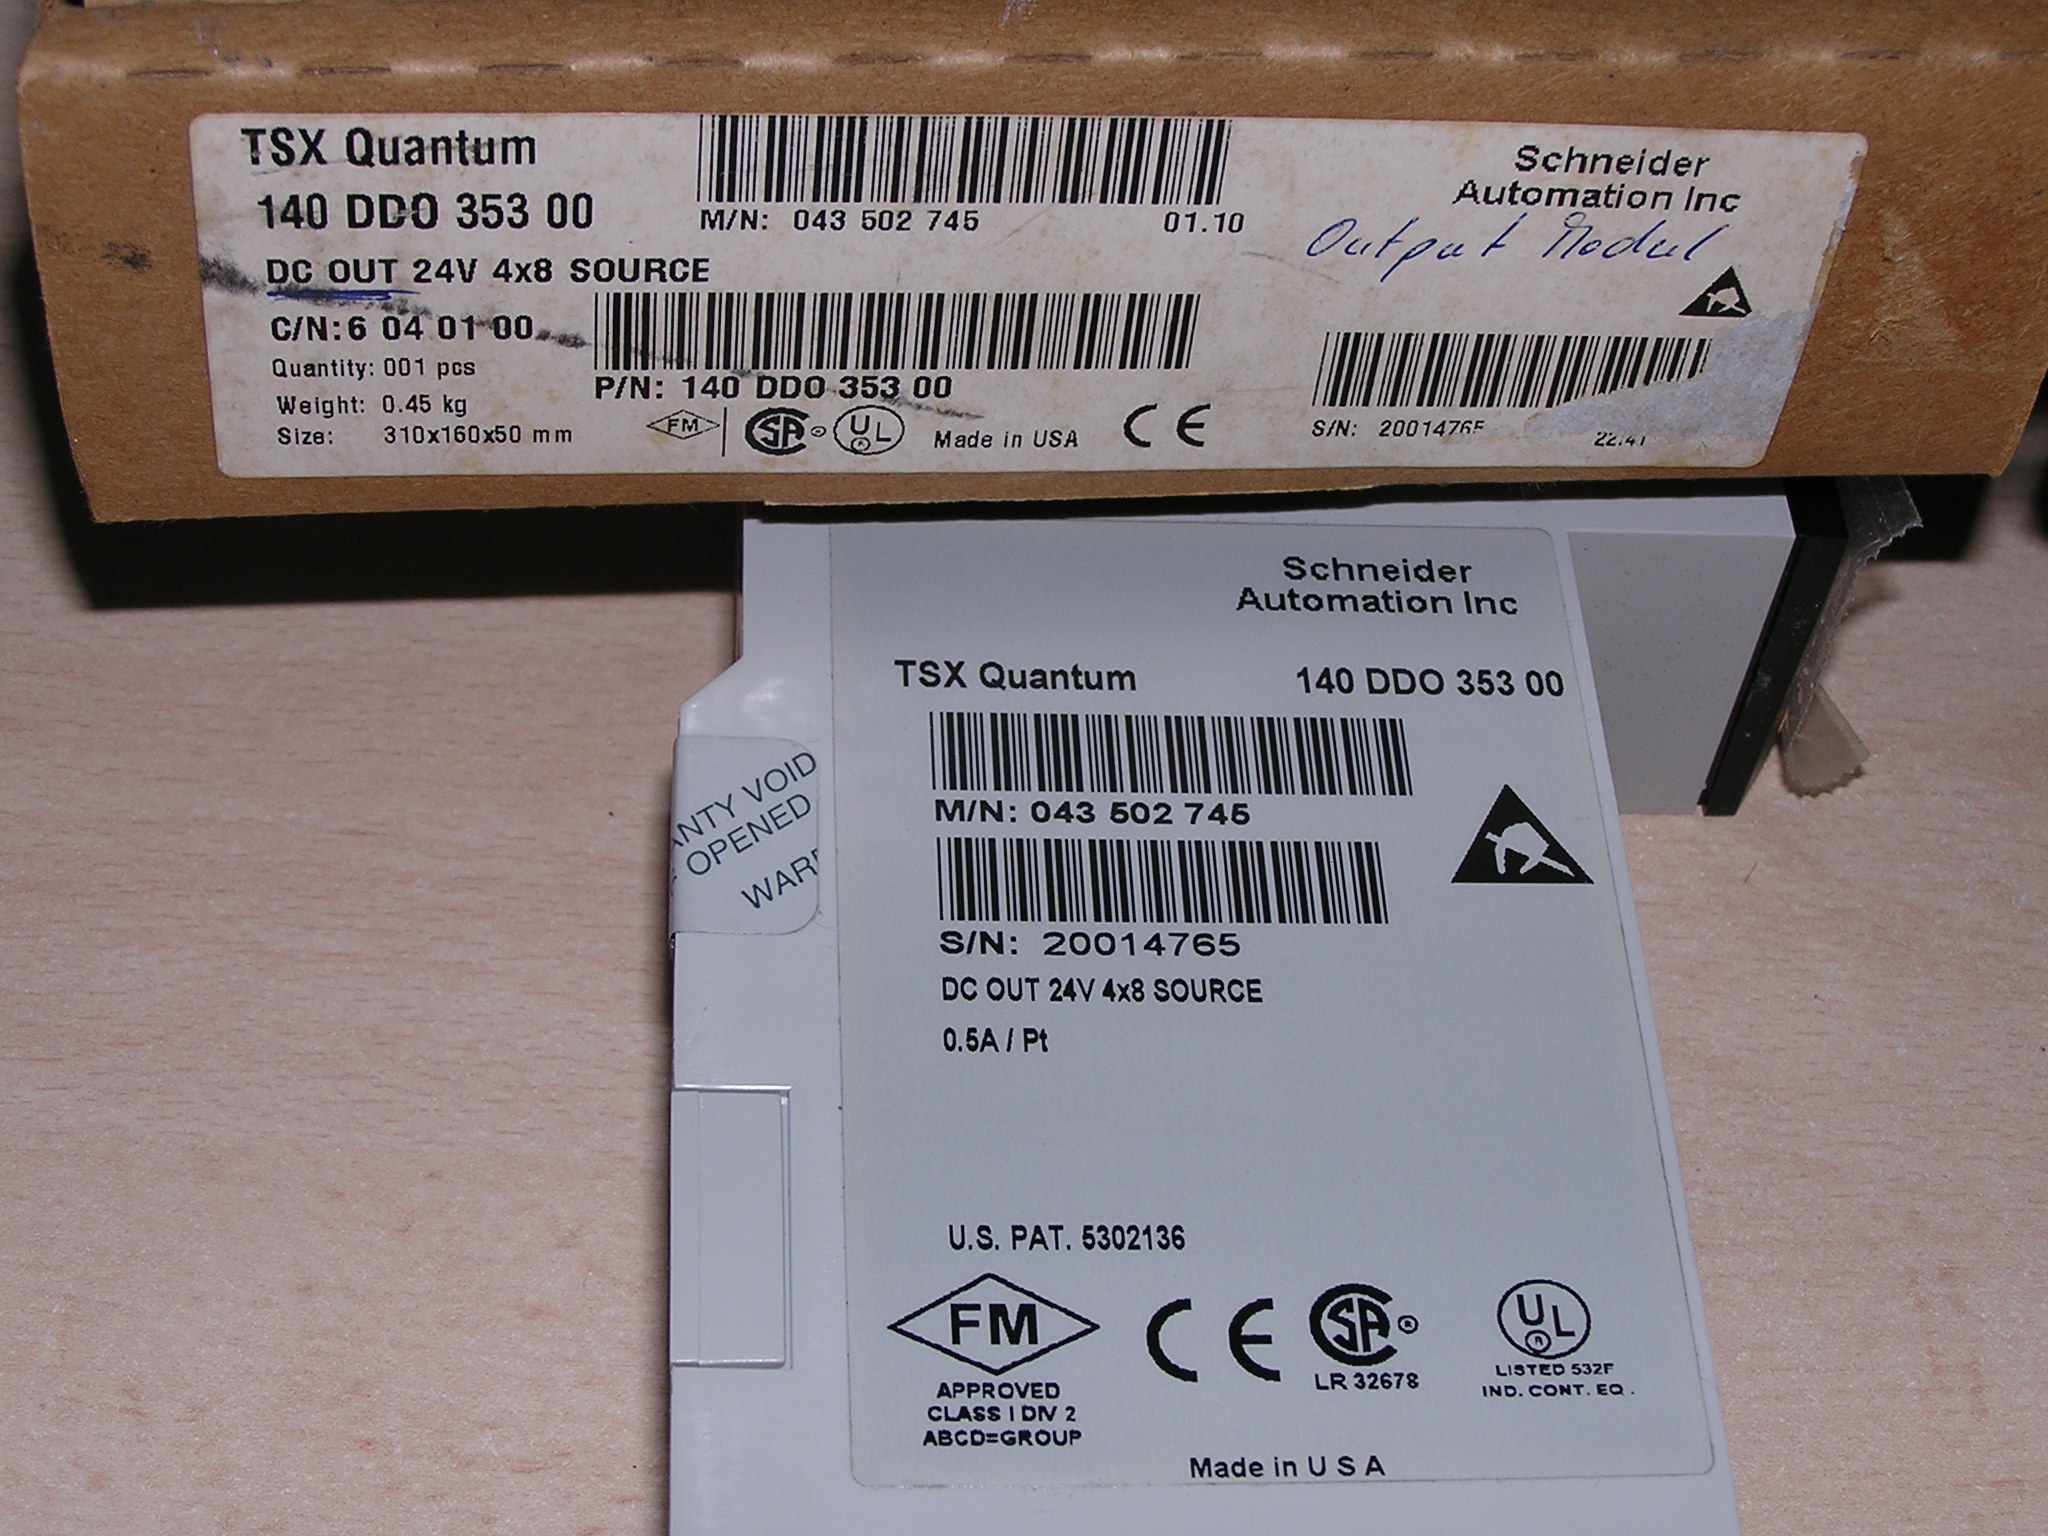 TSX Quantum
140 DDO 353 00
DC OUT 24V 4x8 SOURCE
C/N: 6 04 01 00
Quantity: 001 pcs
Weight: 0.45 kg
Size: 310x160x50 mm
M/N: 043 502 745 01.10
P/N: 140 DDO 353 00
FM SA UL Made in USA CE
Schneider
Automation Inc
Output Modul
S/N: 20014765
Schneider
Automation Inc
TSX Quantum 140 DDO 353 00
M/N: 043 502 745
S/N: 20014765
DC OUT 24V 4x8 SOURCE
0.5A / Pt
VOID
OPENED
U.S. PAT. 5302136
FM CE SA UL
APPROVED
CLASS I DIV 2
ABCD=GROUP
LR 32678
LISTED 532F
IND. CONT. EQ.
Made in U S A